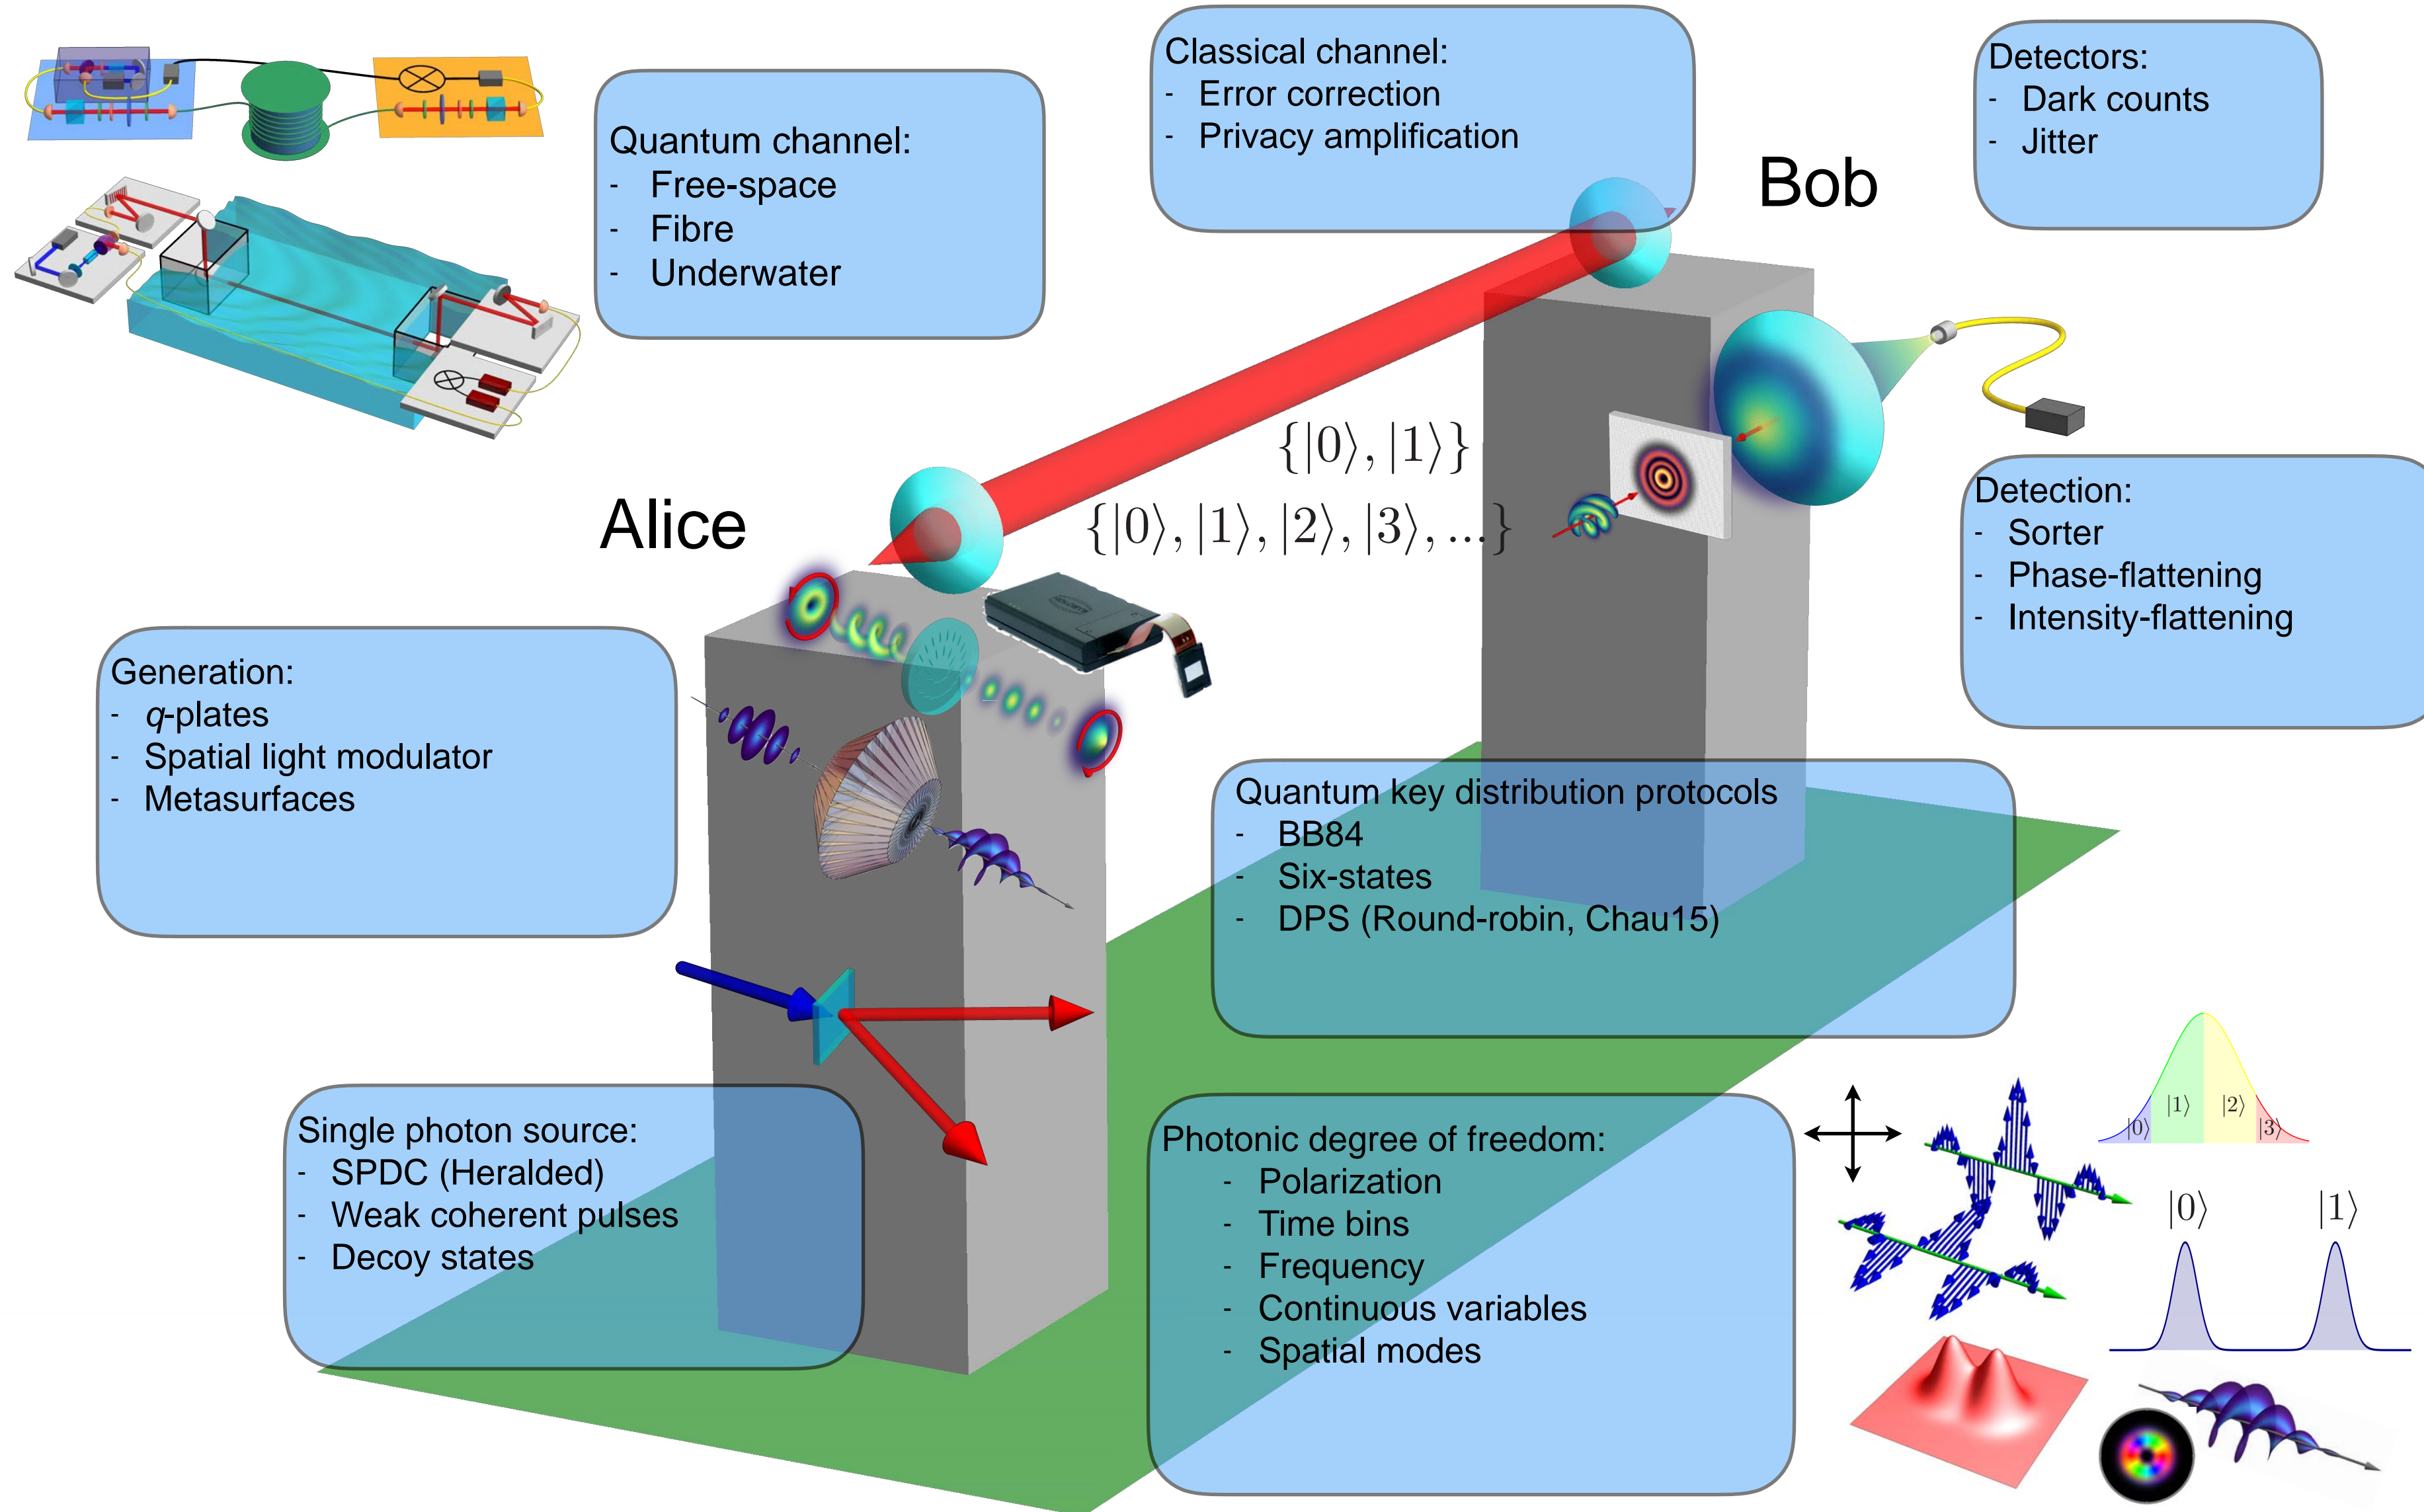 Quantum channel:
- Free-space
- Fibre
- Underwater
Classical channel:
- Error correction
- Privacy amplification
Detectors:
- Dark counts
- Jitter
Bob
Alice
{|0⟩, |1⟩}
{|0⟩, |1⟩, |2⟩, |3⟩, ...}
Detection:
- Sorter
- Phase-flattening
- Intensity-flattening
Generation:
- q-plates
- Spatial light modulator
- Metasurfaces
Quantum key distribution protocols
- BB84
- Six-states
- DPS (Round-robin, Chau15)
Single photon source:
- SPDC (Heralded)
- Weak coherent pulses
- Decoy states
Photonic degree of freedom:
- Polarization
- Time bins
- Frequency
- Continuous variables
- Spatial modes
|0⟩ |1⟩ |2⟩ |3⟩
|0⟩ |1⟩